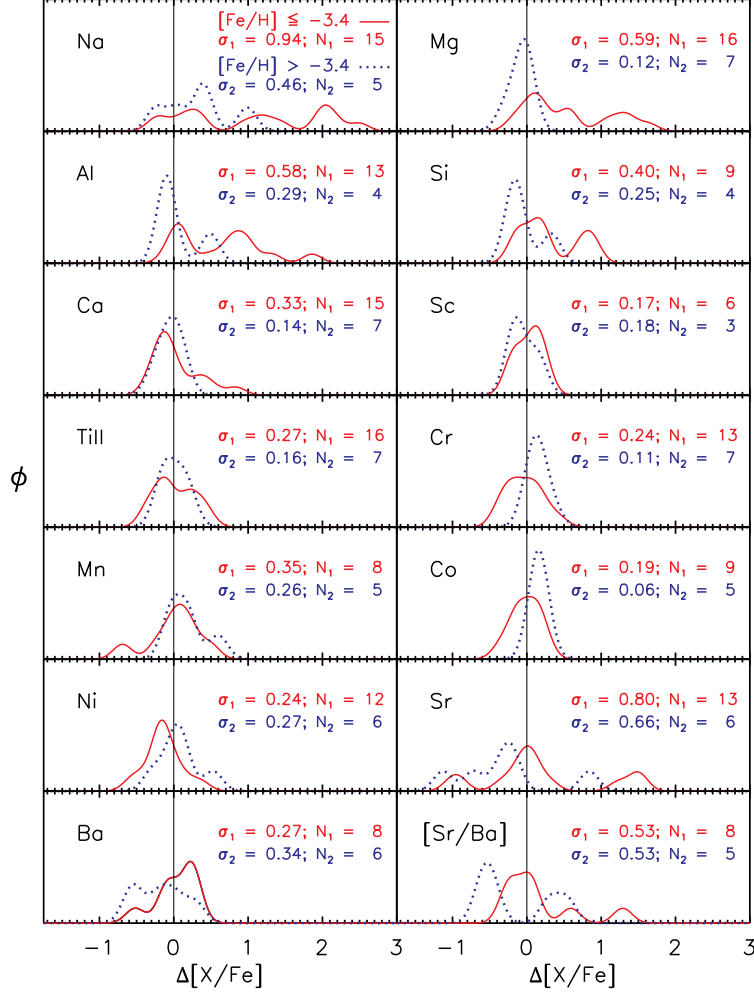 Na
[Fe/H] ≦ −3.4
σ₁ = 0.94; N₁ = 15
[Fe/H] > −3.4
σ₂ = 0.46; N₂ = 5
Mg
σ₁ = 0.59; N₁ = 16
σ₂ = 0.12; N₂ = 7
Al
σ₁ = 0.58; N₁ = 13
σ₂ = 0.29; N₂ = 4
Si
σ₁ = 0.40; N₁ = 9
σ₂ = 0.25; N₂ = 4
Ca
σ₁ = 0.33; N₁ = 15
σ₂ = 0.14; N₂ = 7
Sc
σ₁ = 0.17; N₁ = 6
σ₂ = 0.18; N₂ = 3
TiII
σ₁ = 0.27; N₁ = 16
σ₂ = 0.16; N₂ = 7
Cr
σ₁ = 0.24; N₁ = 13
σ₂ = 0.11; N₂ = 7
ϕ
Mn
σ₁ = 0.35; N₁ = 8
σ₂ = 0.26; N₂ = 5
Co
σ₁ = 0.19; N₁ = 9
σ₂ = 0.06; N₂ = 5
Ni
σ₁ = 0.24; N₁ = 12
σ₂ = 0.27; N₂ = 6
Sr
σ₁ = 0.80; N₁ = 13
σ₂ = 0.66; N₂ = 6
Ba
σ₁ = 0.27; N₁ = 8
σ₂ = 0.34; N₂ = 6
[Sr/Ba]
σ₁ = 0.53; N₁ = 8
σ₂ = 0.53; N₂ = 5
−1 0 1 2 3 −1 0 1 2 3
Δ[X/Fe] Δ[X/Fe]